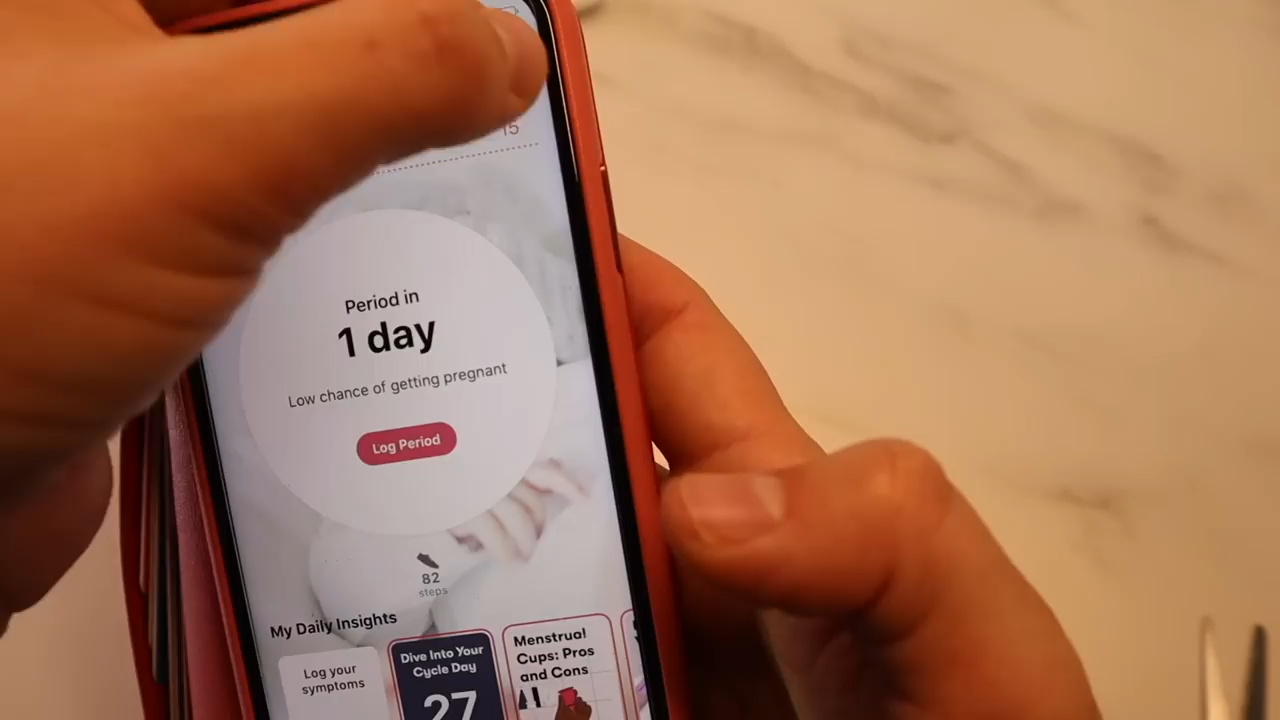 15
Period in
1 day
Low chance of getting pregnant
Log Period
82
steps
My Daily Insights
Log your
symptoms
Dive Into Your
Cycle Day
27
Menstrual
Cups: Pros
and Cons